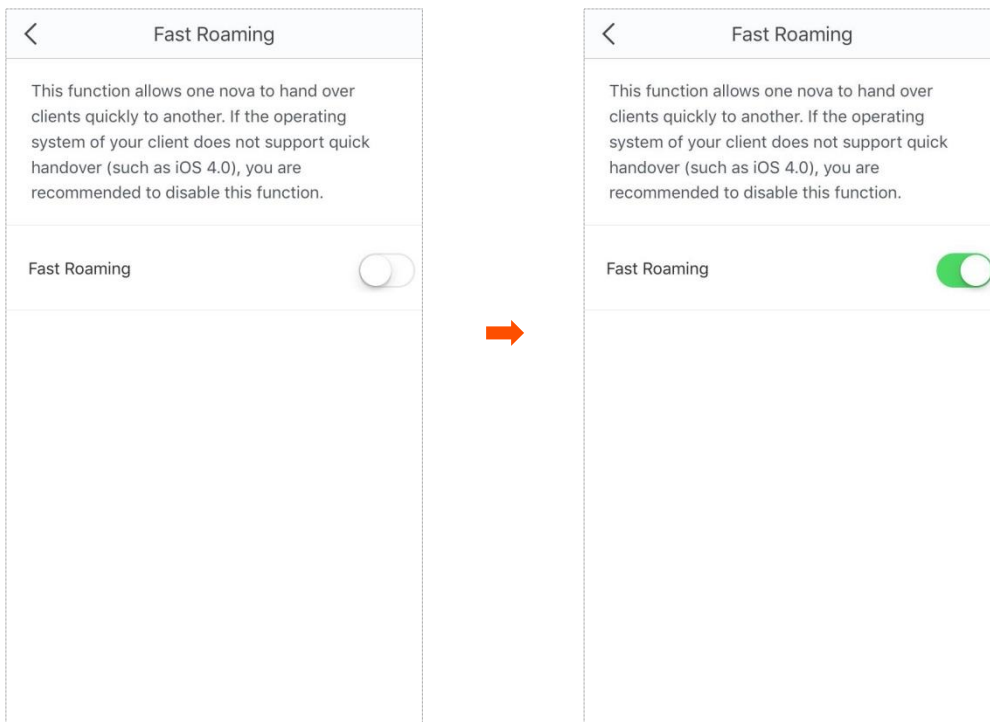 Fast Roaming
This function allows one nova to hand over
clients quickly to another. If the operating
system of your client does not support quick
handover (such as iOS 4.0), you are
recommended to disable this function.
Fast Roaming
Fast Roaming
This function allows one nova to hand over
clients quickly to another. If the operating
system of your client does not support quick
handover (such as iOS 4.0), you are
recommended to disable this function.
Fast Roaming